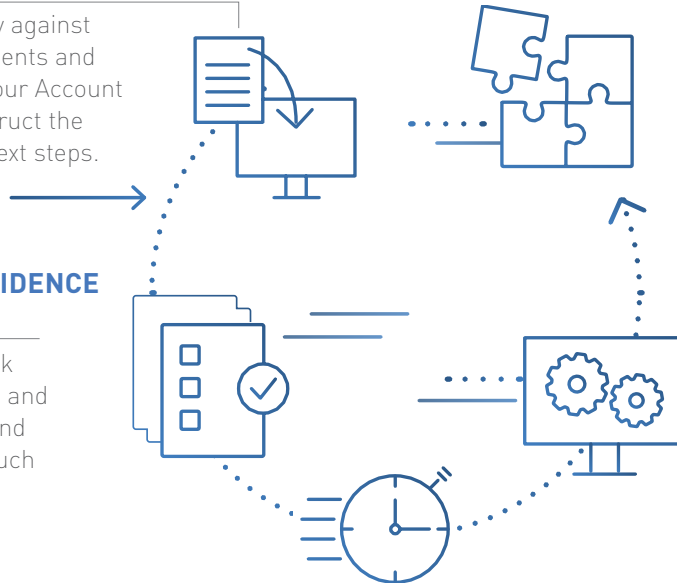 against
ents and
our Account
ruct the
ext steps.
IDENCE
k
and
nd
uch